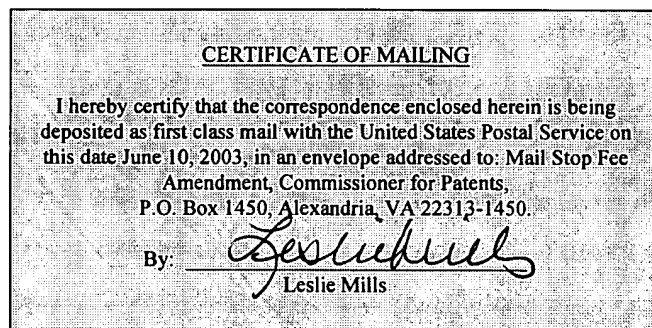 CERTIFICATE OF MAILING
I hereby certify that the correspondence enclosed herein is being
deposited as first class mail with the United States Postal Service on
this date June 10, 2003, in an envelope addressed to: Mail Stop Fee
Amendment, Commissioner for Patents,
P.O. Box 1450, Alexandria, VA 22313-1450.
By: Leslie Mills
Leslie Mills